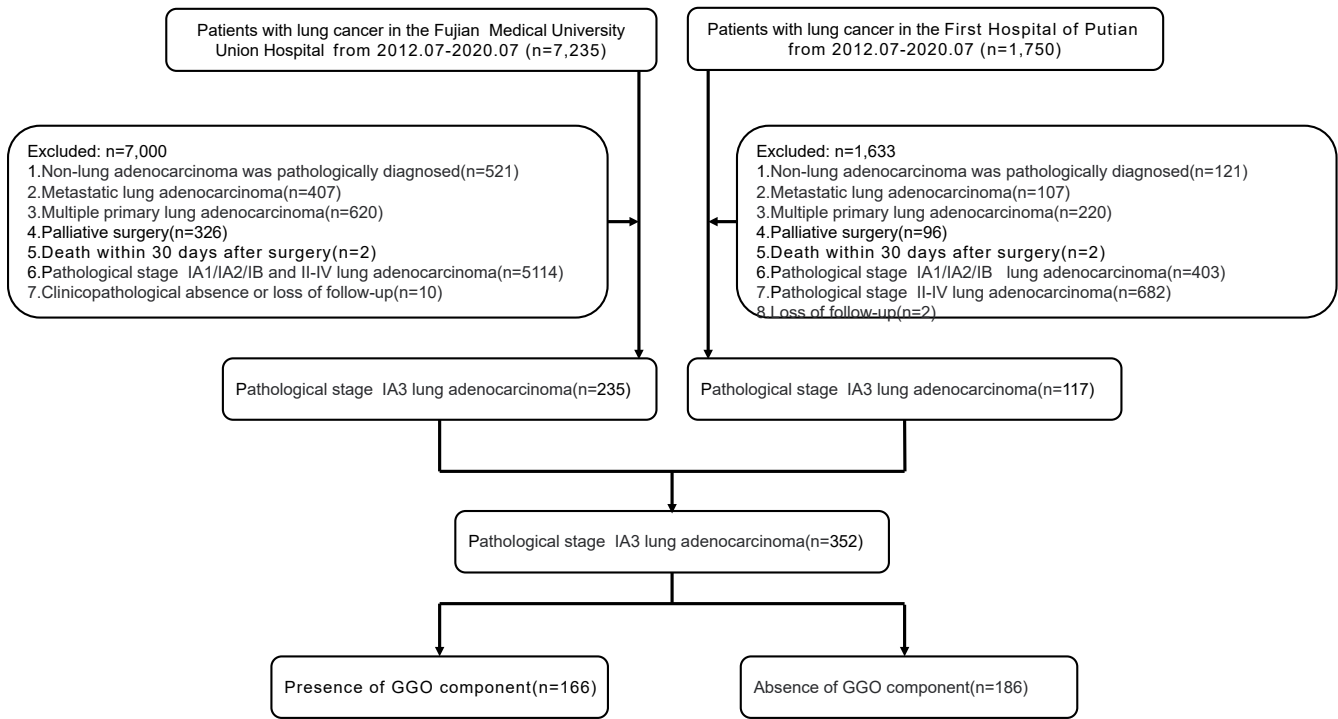 Patients with lung cancer in the Fujian Medical University
Union Hospital from 2012.07-2020.07 (n=7,235)
Patients with lung cancer in the First Hospital of Putian
from 2012.07-2020.07 (n=1,750)
Excluded: n=7,000
1.Non-lung adenocarcinoma was pathologically diagnosed(n=521)
2.Metastatic lung adenocarcinoma(n=407)
3.Multiple primary lung adenocarcinoma(n=620)
4.Palliative surgery(n=326)
5.Death within 30 days after surgery(n=2)
6.Pathological stage IA1/IA2/IB and II-IV lung adenocarcinoma(n=5114)
7.Clinicopathological absence or loss of follow-up(n=10)
Excluded: n=1,633
1.Non-lung adenocarcinoma was pathologically diagnosed(n=121)
2.Metastatic lung adenocarcinoma(n=107)
3.Multiple primary lung adenocarcinoma(n=220)
4.Palliative surgery(n=96)
5.Death within 30 days after surgery(n=2)
6.Pathological stage IA1/IA2/IB lung adenocarcinoma(n=403)
7.Pathological stage II-IV lung adenocarcinoma(n=682)
8.Loss of follow-up(n=2)
Pathological stage IA3 lung adenocarcinoma(n=235)
Pathological stage IA3 lung adenocarcinoma(n=117)
Pathological stage IA3 lung adenocarcinoma(n=352)
Presence of GGO component(n=166)
Absence of GGO component(n=186)